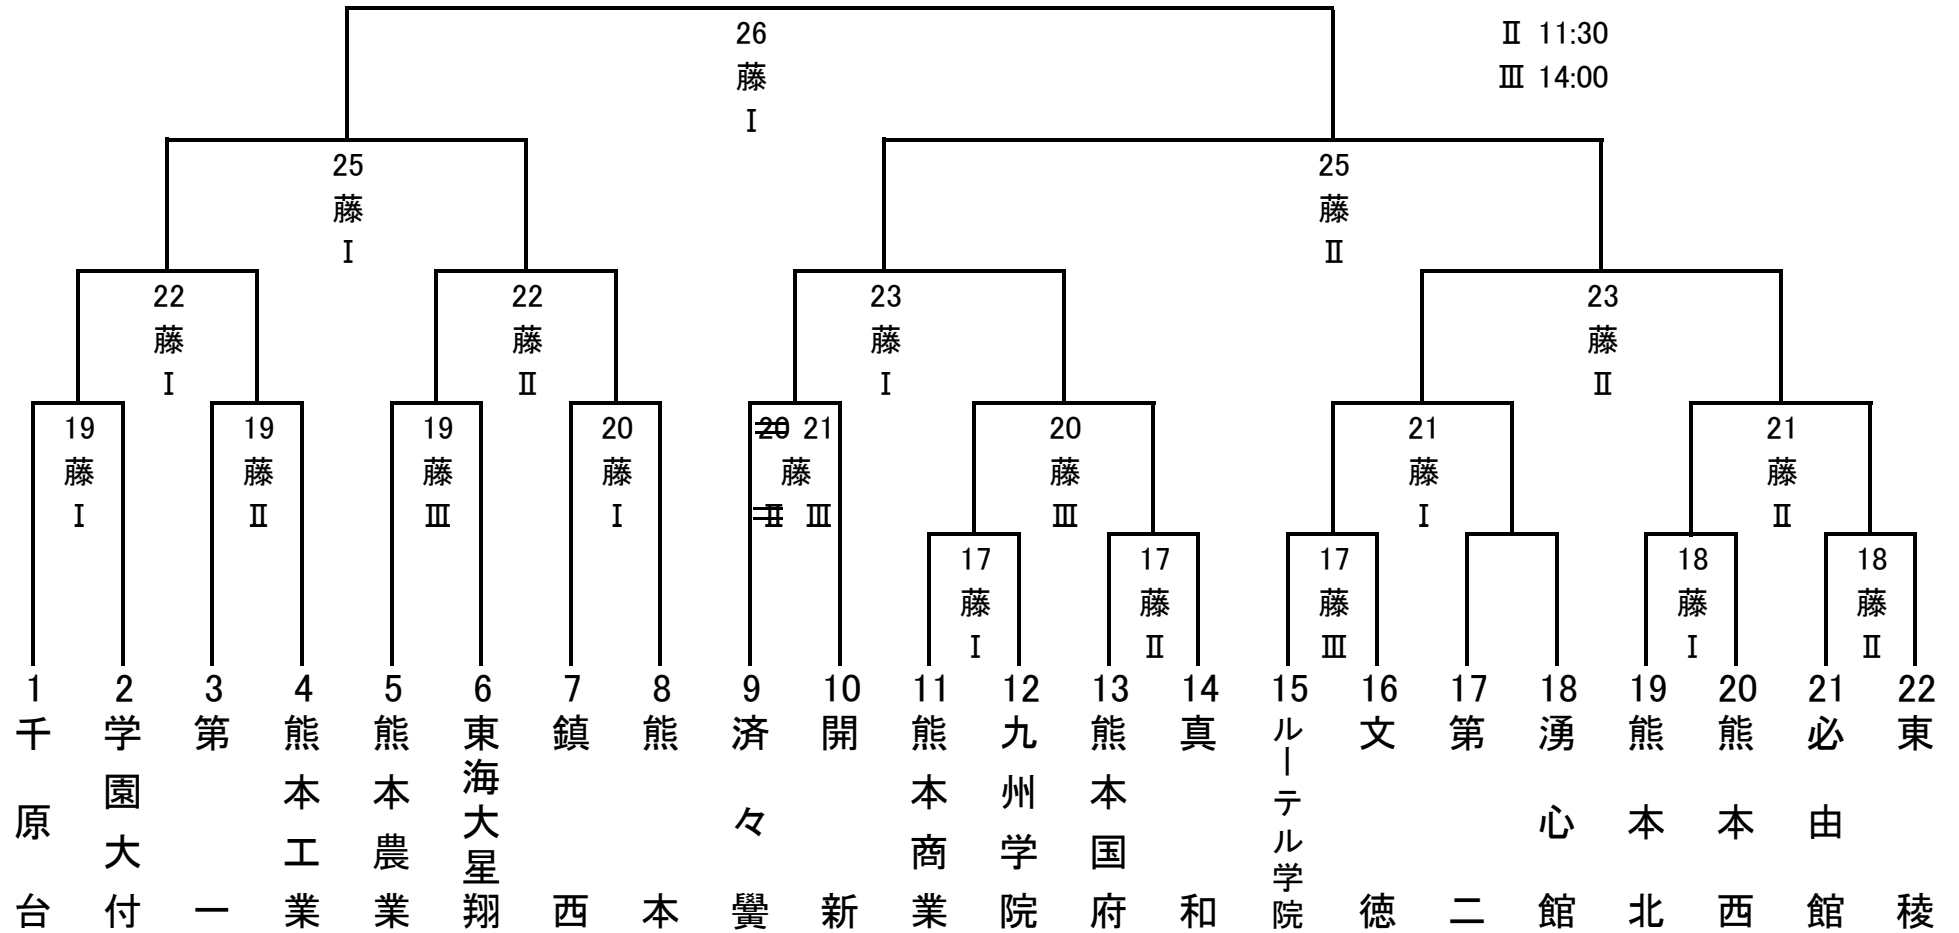 26
藤
Ⅰ
Ⅱ 11:30
Ⅲ 14:00
25
藤
Ⅰ
25
藤
Ⅱ
22
藤
Ⅰ
22
藤
Ⅱ
23
藤
Ⅰ
23
藤
Ⅱ
19
藤
Ⅰ
19
藤
Ⅱ
19
藤
Ⅲ
20
藤
Ⅰ
20 21
藤
Ⅱ Ⅲ
20
藤
Ⅲ
21
藤
Ⅰ
21
藤
Ⅱ
17
藤
Ⅰ
17
藤
Ⅱ
17
藤
Ⅲ
18
藤
Ⅰ
18
藤
Ⅱ
1
千原台
2
学園大付
3
第一
4
熊本工業
5
熊本農業
6
東海大星翔
7
鎮西
8
熊本
9
済々黌
10
開新
11
熊本商業
12
九州学院
13
熊本国府
14
真和
15
ルーテル学院
16
文徳
17
第二
18
湧心館
19
熊本北
20
熊本西
21
必由館
22
東稜